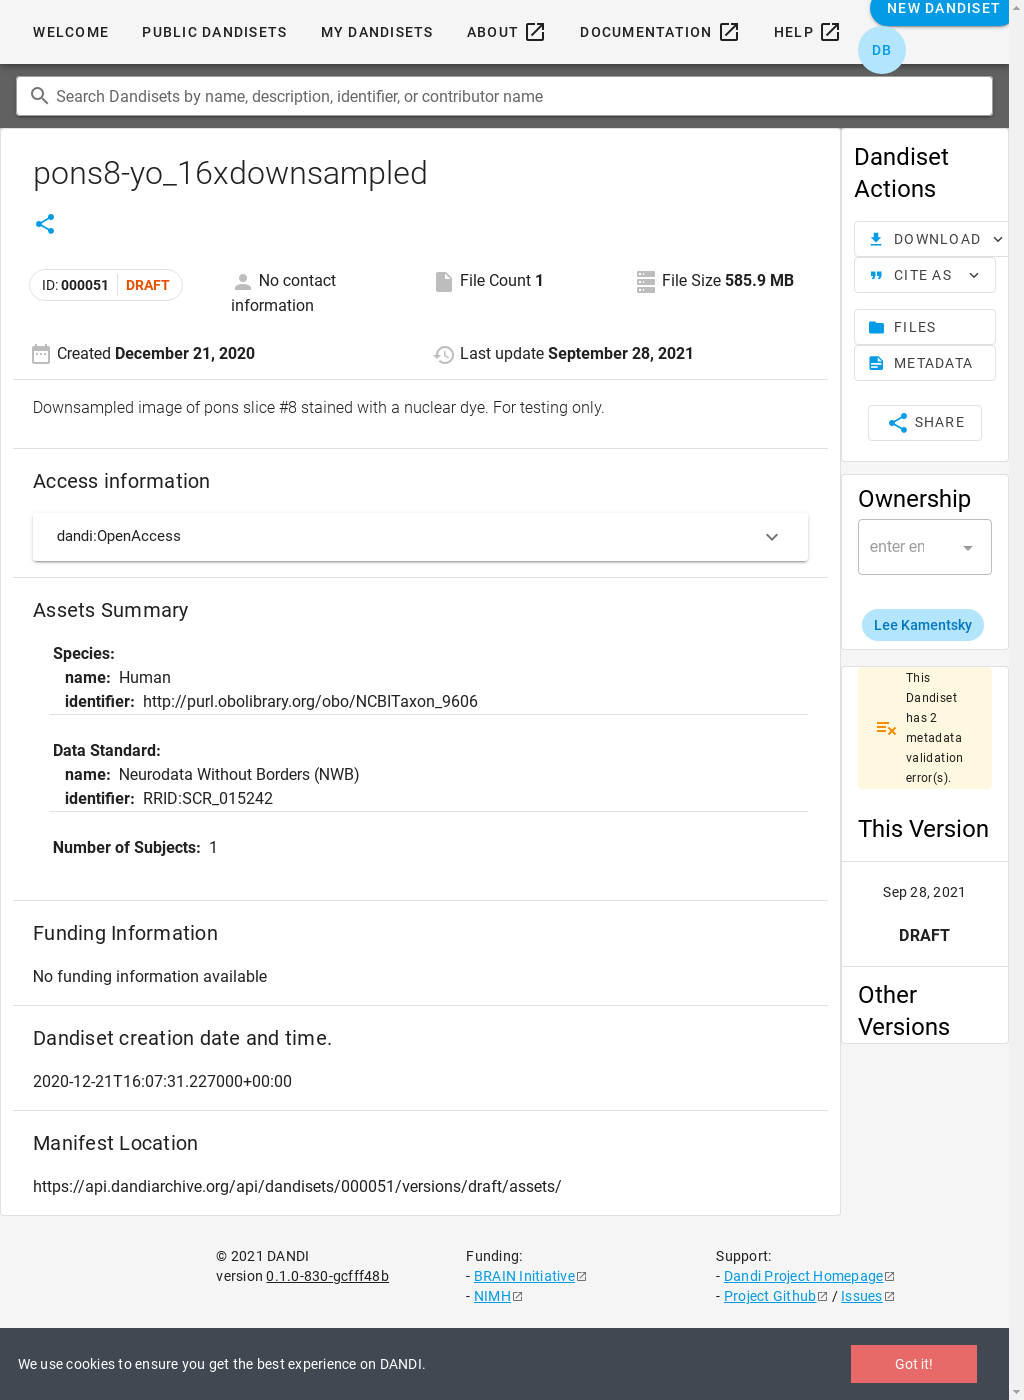 WELCOME
PUBLIC DANDISETS
MY DANDISETS
ABOUT
DOCUMENTATION
HELP
NEW DANDISET
DB
Search Dandisets by name, description, identifier, or contributor name
pons8-yo_16xdownsampled
ID: 000051 DRAFT
No contact
information
File Count 1
File Size 585.9 MB
Created December 21, 2020
Last update September 28, 2021
Downsampled image of pons slice #8 stained with a nuclear dye. For testing only.
Access information
dandi:OpenAccess
Assets Summary
Species:
name: Human
identifier: http://purl.obolibrary.org/obo/NCBITaxon_9606
Data Standard:
name: Neurodata Without Borders (NWB)
identifier: RRID:SCR_015242
Number of Subjects: 1
Funding Information
No funding information available
Dandiset creation date and time.
2020-12-21T16:07:31.227000+00:00
Manifest Location
https://api.dandiarchive.org/api/dandisets/000051/versions/draft/assets/
Dandiset
Actions
DOWNLOAD
CITE AS
FILES
METADATA
SHARE
Ownership
enter en
Lee Kamentsky
This
Dandiset
has 2
metadata
validation
error(s).
This Version
Sep 28, 2021
DRAFT
Other
Versions
© 2021 DANDI
version 0.1.0-830-gcfff48b
Funding:
- BRAIN Initiative
- NIMH
Support:
- Dandi Project Homepage
- Project Github / Issues
We use cookies to ensure you get the best experience on DANDI.
Got it!